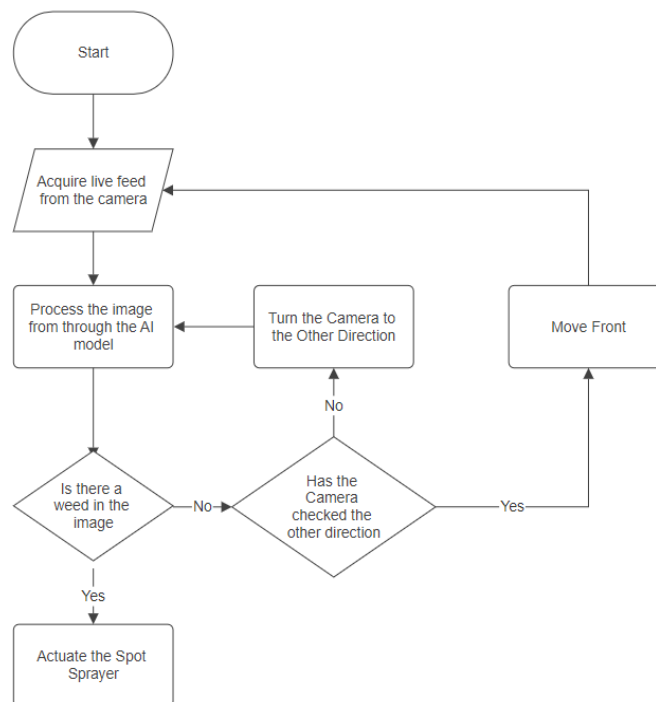 Start
Acquire live feed
from the camera
Process the image
from through the AI
model
Turn the Camera to
the Other Direction
Move Front
No
Is there a
weed in the
image
No
Has the
Camera
checked the
other direction
Yes
Yes
Actuate the Spot
Sprayer